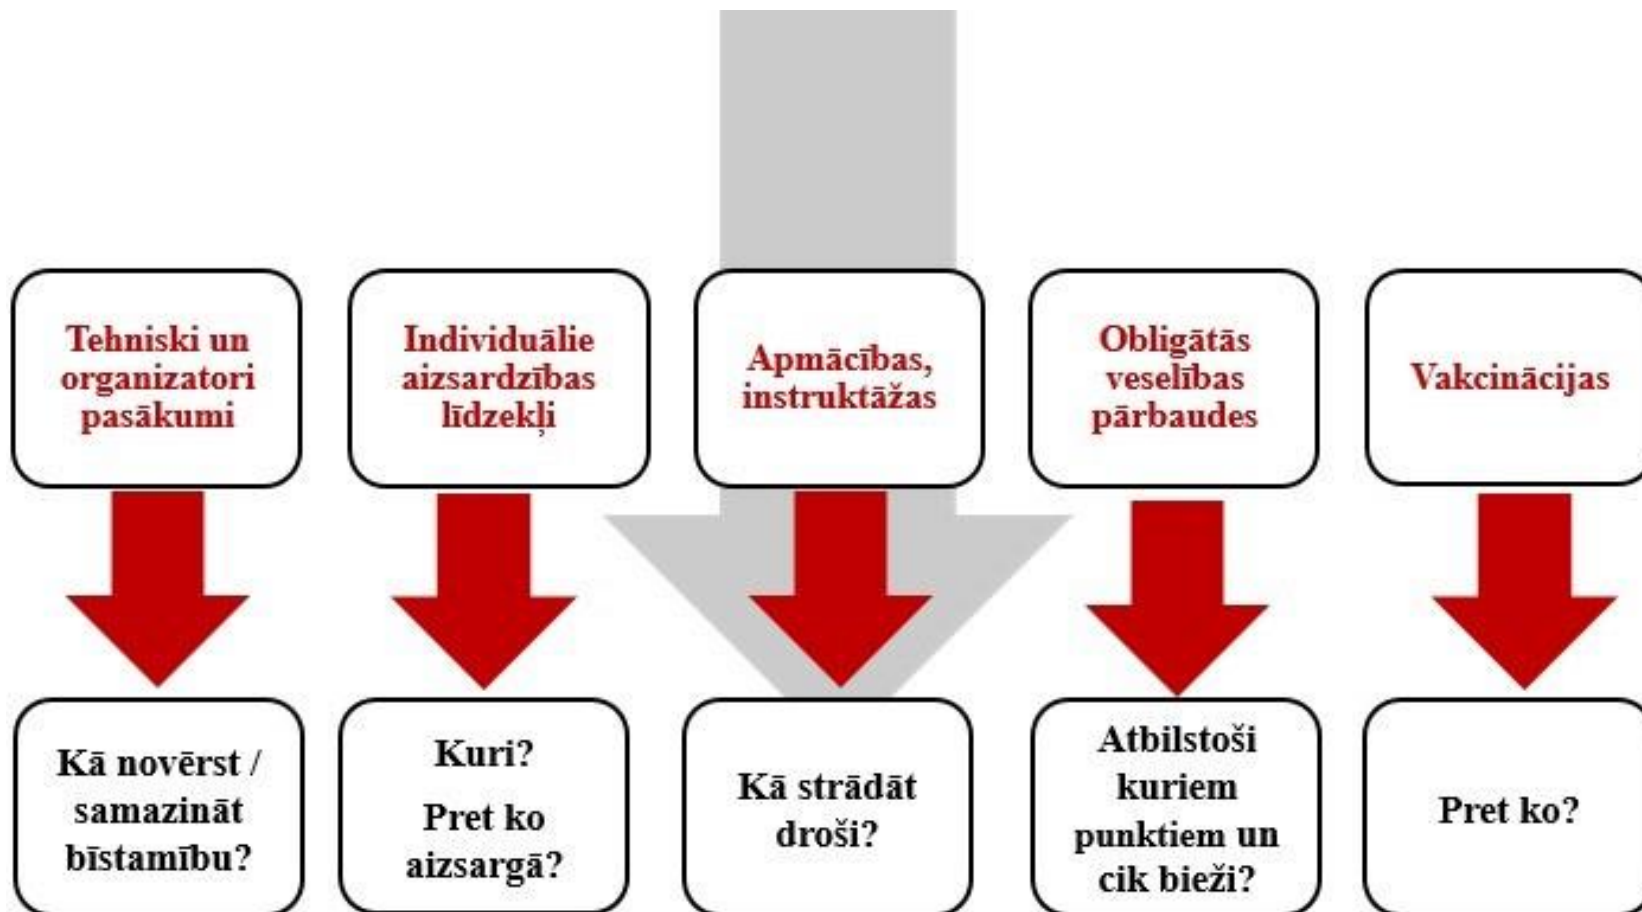 Tehniski un
organizatori
pasākumi
Individuālie
aizsardzības
līdzekļi
Apmācības,
instruktāžas
Obligātās
veselības
pārbaudes
Vakcinācijas
Kā novērst /
samazināt
bīstamību?
Kuri?
Pret ko
aizsargā?
Kā strādāt
droši?
Atbilstoši
kuriem
punktiem un
cik bieži?
Pret ko?